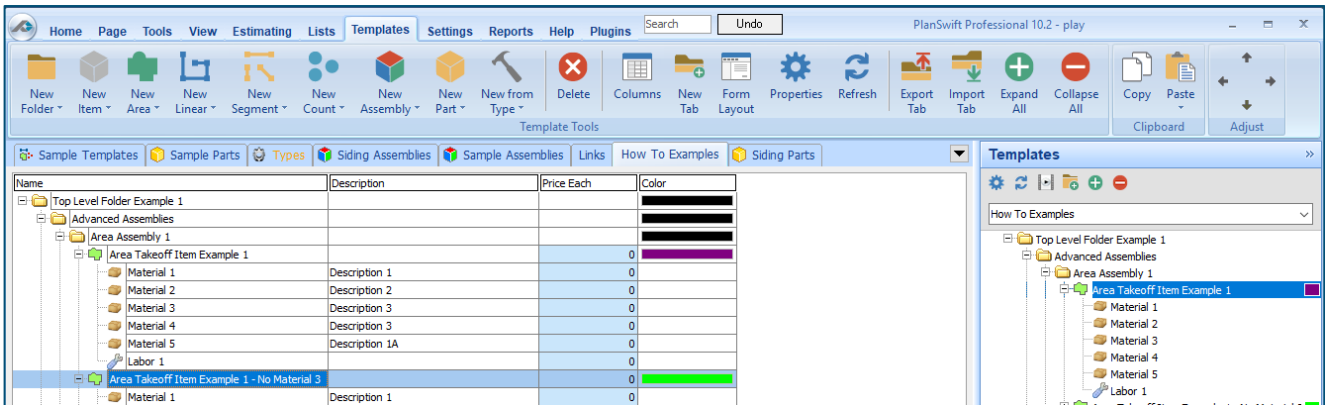 Home Page Tools View Estimating Lists Templates Settings Reports Help Plugins Search Undo PlanSwift Professional 10.2 - play
New Folder New Item New Area New Linear New Segment New Count New Assembly New Part New from Type Delete Columns New Tab Form Layout Properties Refresh Export Tab Import Tab Expand All Collapse All Copy Paste
Template Tools Clipboard Adjust
Sample Templates Sample Parts Types Siding Assemblies Sample Assemblies Links How To Examples Siding Parts
Name Description Price Each Color
Top Level Folder Example 1
Advanced Assemblies
Area Assembly 1
Area Takeoff Item Example 1 0
Material 1 Description 1 0
Material 2 Description 2 0
Material 3 Description 3 0
Material 4 Description 3 0
Material 5 Description 1A 0
Labor 1 0
Area Takeoff Item Example 1 - No Material 3 0
Material 1 Description 1 0
Templates
How To Examples
Top Level Folder Example 1
Advanced Assemblies
Area Assembly 1
Area Takeoff Item Example 1
Material 1
Material 2
Material 3
Material 4
Material 5
Labor 1